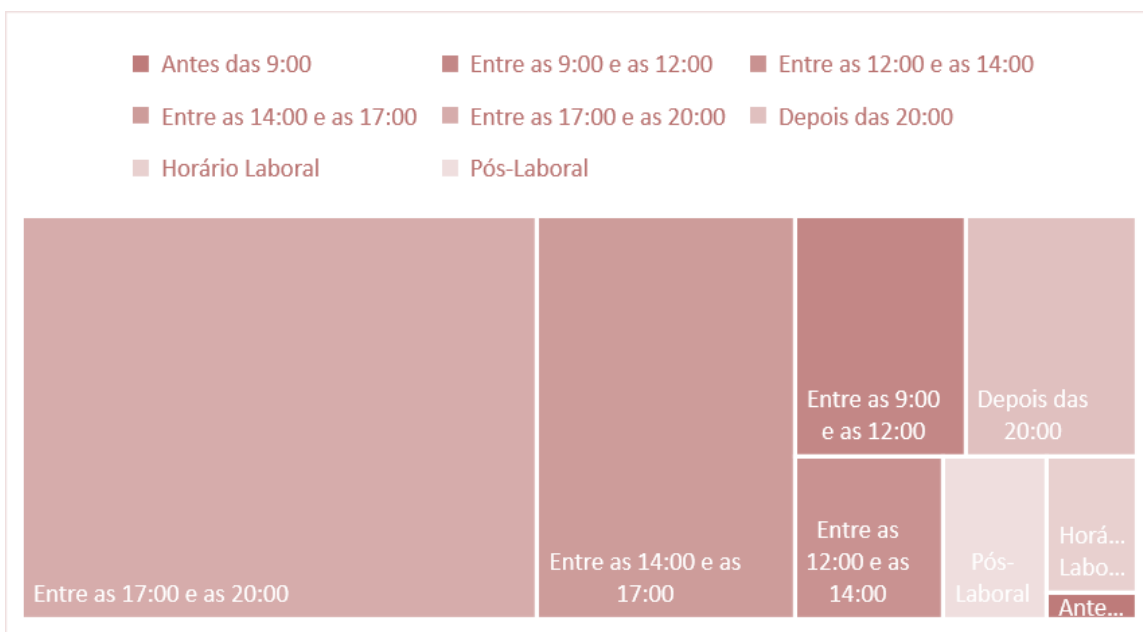 Antes das 9:00
Entre as 9:00 e as 12:00
Entre as 12:00 e as 14:00
Entre as 14:00 e as 17:00
Entre as 17:00 e as 20:00
Depois das 20:00
Horário Laboral
Pós-Laboral
Entre as 17:00 e as 20:00
Entre as 14:00 e as
17:00
Entre as 9:00
e as 12:00
Depois das
20:00
Entre as
12:00 e as
14:00
Pós-
Laboral
Horá...
Labo...
Ante...